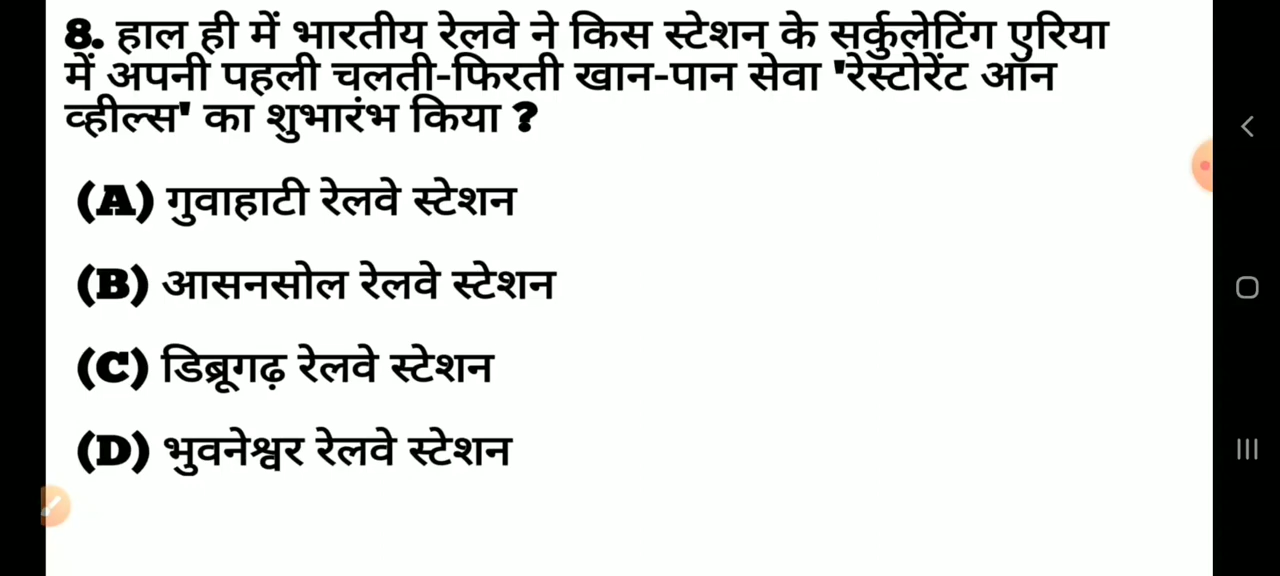 8. हाल ही में भारतीय रेलवे ने किस स्टेशन के सर्कुलेटिंग एरिया
में अपनी पहली चलती-फिरती खान-पान सेवा 'रेस्टोरेंट ऑन
व्हील्स' का शुभारंभ किया ?
(A) गुवाहाटी रेलवे स्टेशन
(B) आसनसोल रेलवे स्टेशन
(C) डिब्रूगढ़ रेलवे स्टेशन
(D) भुवनेश्वर रेलवे स्टेशन